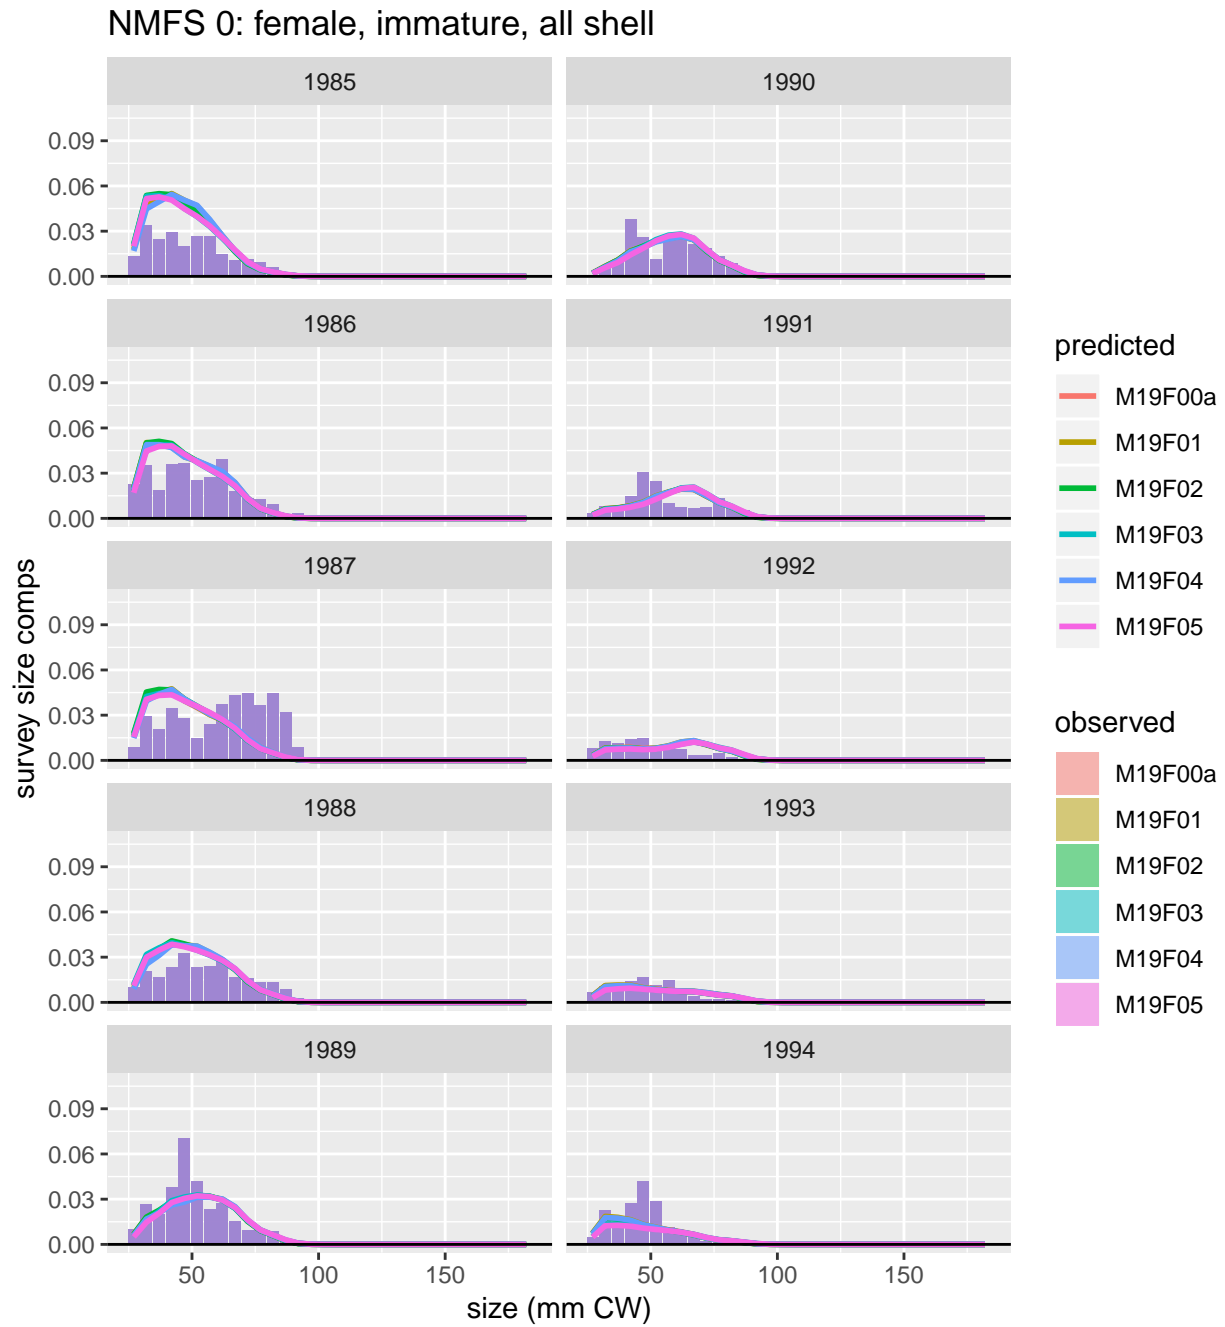 NMFS 0: female, immature, all shell
1985
1990
0.09
0.06
0.03
0.00
1986
1991
0.09
0.06
0.03
0.00
1987
1992
0.09
0.06
0.03
0.00
1988
1993
0.09
0.06
0.03
0.00
1989
1994
0.09
0.06
0.03
0.00
50
100
150
50
100
150
size (mm CW)
survey size comps
predicted
M19F00a
M19F01
M19F02
M19F03
M19F04
M19F05
observed
M19F00a
M19F01
M19F02
M19F03
M19F04
M19F05